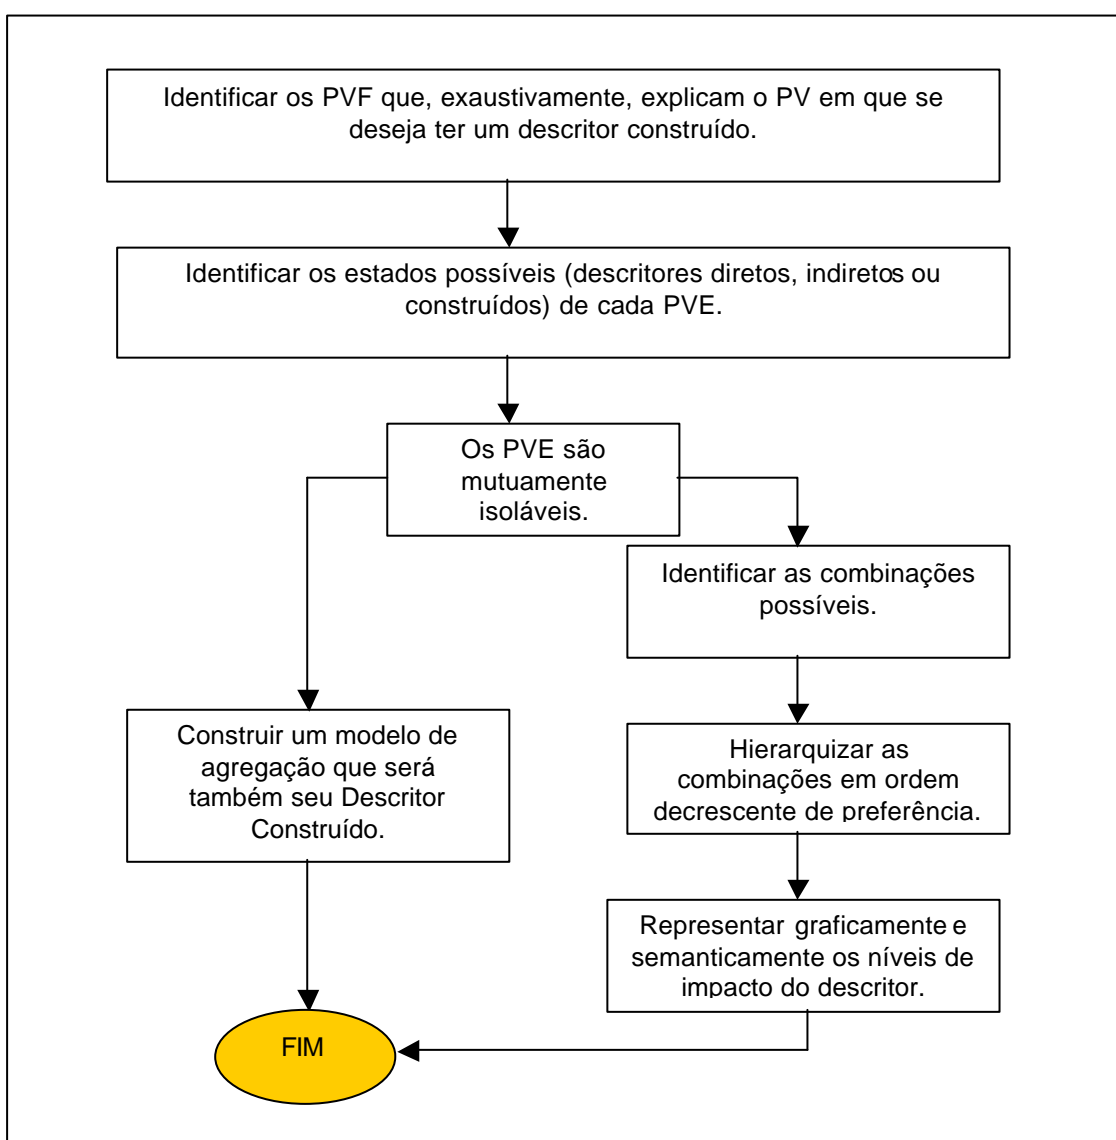 Identificar os PVF que, exaustivamente, explicam o PV em que se
deseja ter um descritor construído.
Identificar os estados possíveis (descritores diretos, indiretos ou
construídos) de cada PVE.
Os PVE são
mutuamente
isoláveis.
Identificar as combinações
possíveis.
Construir um modelo de
agregação que será
também seu Descritor
Construído.
Hierarquizar as
combinações em ordem
decrescente de preferência.
Representar graficamente e
semanticamente os níveis de
impacto do descritor.
FIM